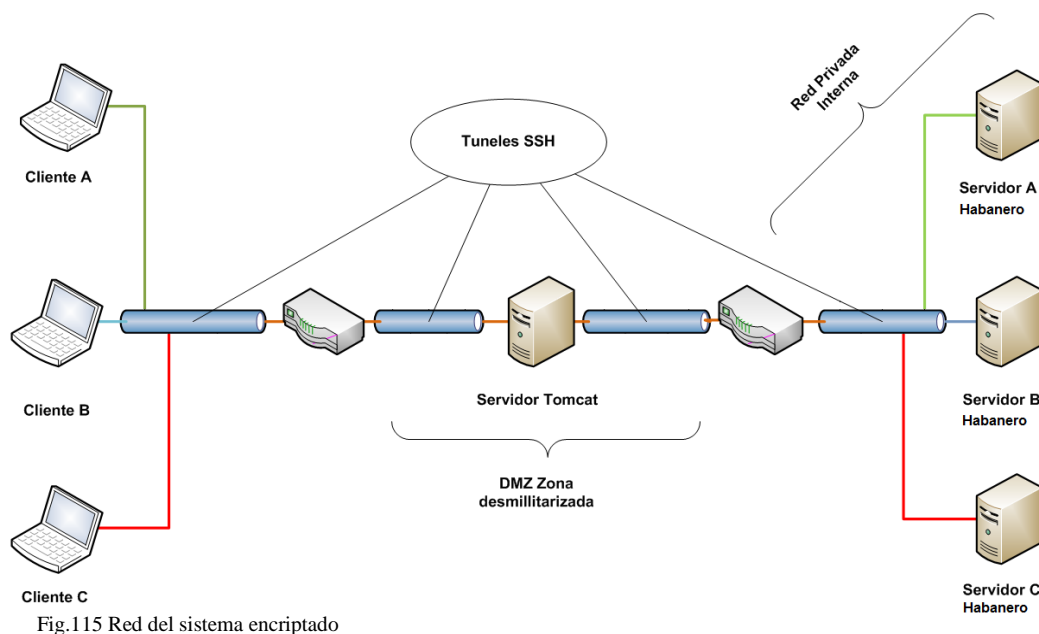 Red Privada
Interna
Tuneles SSH
Cliente A
Servidor A
Habanero
Cliente B
Servidor Tomcat
Servidor B
Habanero
DMZ Zona
desmillitarizada
Cliente C
Servidor C
Habanero
Fig.115 Red del sistema encriptado